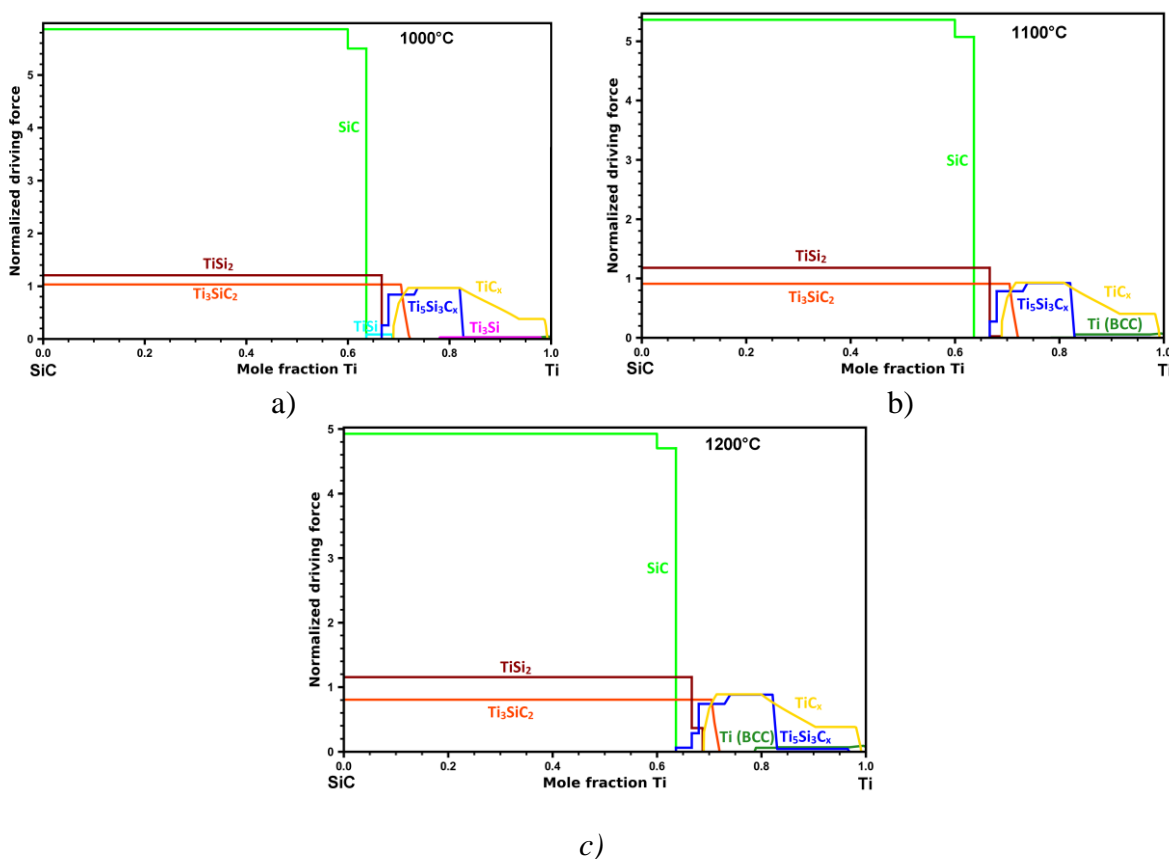 1000°C
Normalized driving force
5
4
3
2
1
0
SiC
TiSi₂
Ti₃SiC₂
TiSi
Ti₅Si₃Cₓ
TiCₓ
Ti₃Si
0.0 0.2 0.4 0.6 0.8 1.0
SiC Mole fraction Ti Ti
a)
1100°C
Normalized driving force
5
4
3
2
1
0
SiC
TiSi₂
Ti₃SiC₂
Ti₅Si₃Cₓ
TiCₓ
Ti (BCC)
0.0 0.2 0.4 0.6 0.8 1.0
SiC Mole fraction Ti Ti
b)
1200°C
Normalized driving force
5
4
3
2
1
0
SiC
TiSi₂
Ti₃SiC₂
TiCₓ
Ti (BCC) Ti₅Si₃Cₓ
0.0 0.2 0.4 0.6 0.8 1.0
SiC Mole fraction Ti Ti
c)